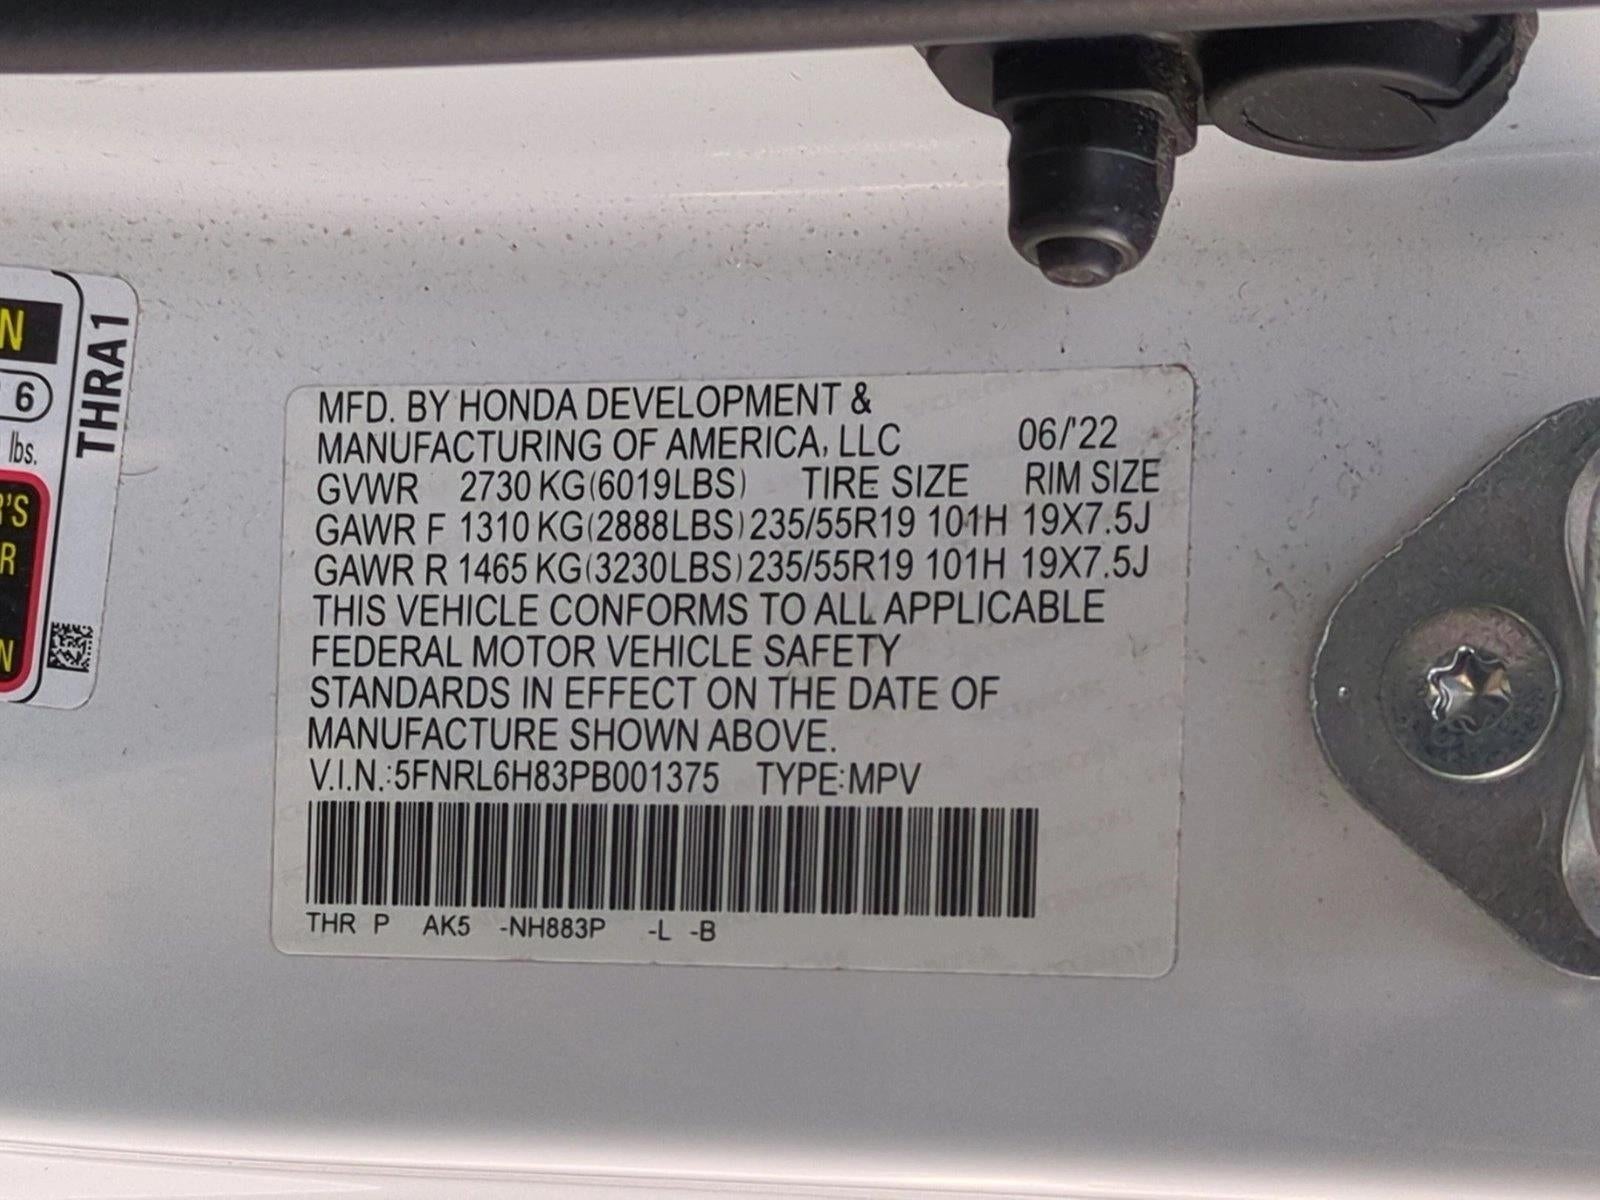 N
6
lbs.
R'S
R
N
THRA1
MFD. BY HONDA DEVELOPMENT &
MANUFACTURING OF AMERICA, LLC 06/'22
GVWR 2730 KG(6019LBS) TIRE SIZE RIM SIZE
GAWR F 1310 KG(2888LBS) 235/55R19 101H 19X7.5J
GAWR R 1465 KG(3230LBS) 235/55R19 101H 19X7.5J
THIS VEHICLE CONFORMS TO ALL APPLICABLE
FEDERAL MOTOR VEHICLE SAFETY
STANDARDS IN EFFECT ON THE DATE OF
MANUFACTURE SHOWN ABOVE.
V.I.N.:5FNRL6H83PB001375 TYPE:MPV
THR P AK5 -NH883P -L -B